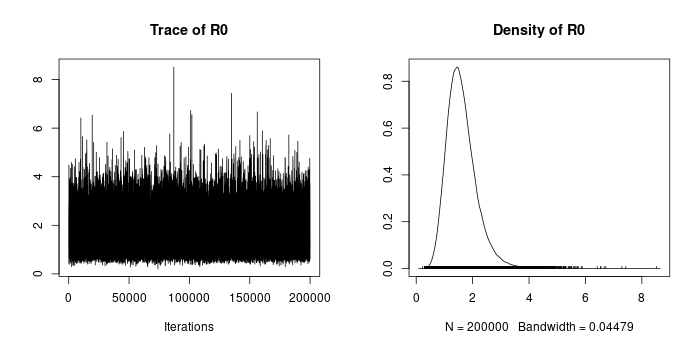 Trace of R0
8
6
4
2
0
0 50000 100000 150000 200000
Iterations
Density of R0
0.8
0.6
0.4
0.2
0.0
0 2 4 6 8
N = 200000 Bandwidth = 0.04479